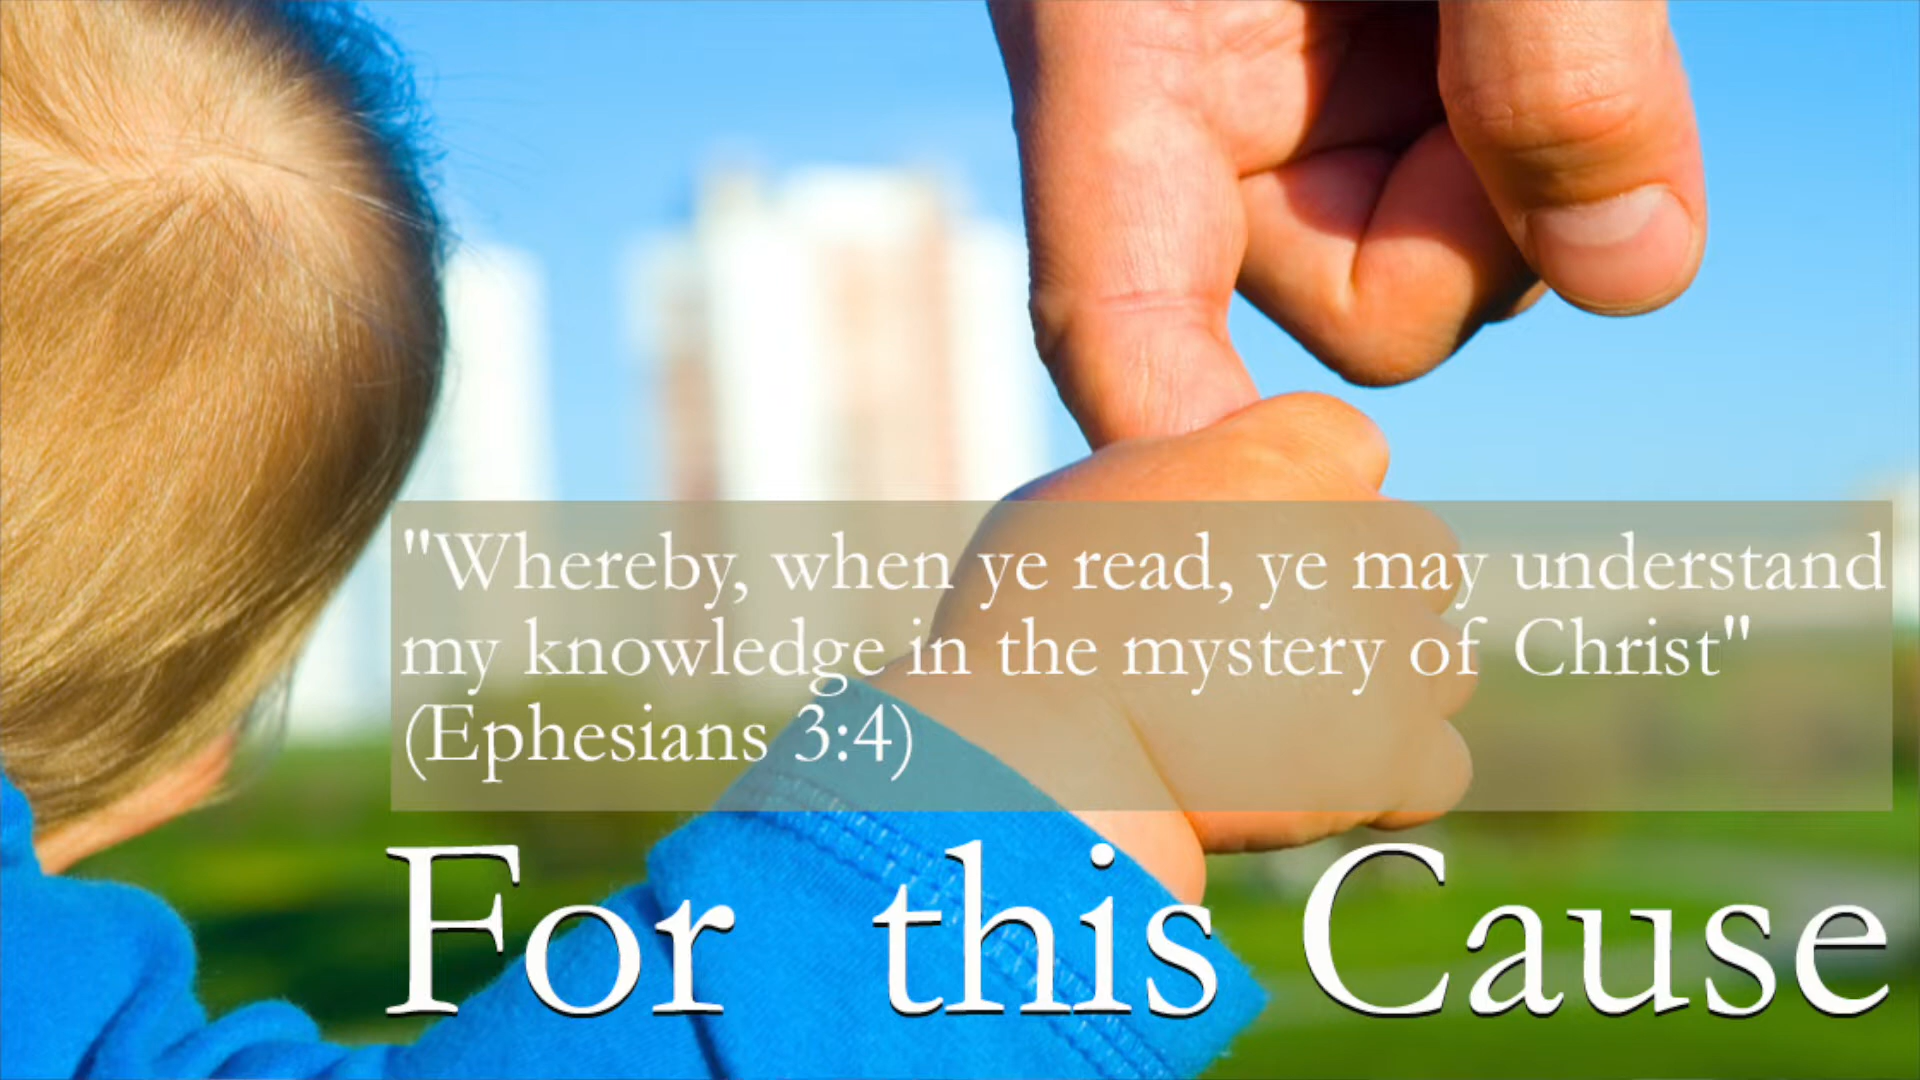 "Whereby, when ye read, ye may understand
my knowledge in the mystery of Christ"
(Ephesians 3:4)
For this Cause